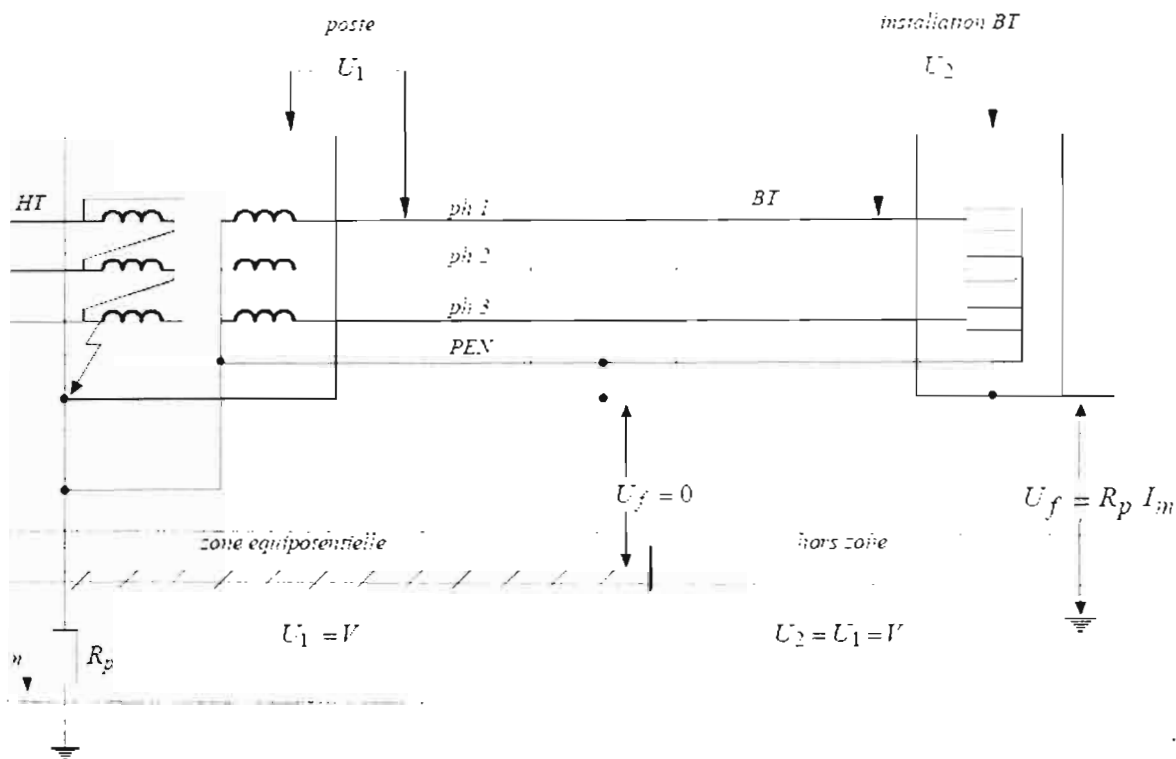 poste
installation BT
U1
U2
HT
ph 1
BT
ph 2
ph 3
PEN
Uf = 0
Uf = Rp Im
zone equipotentielle
hors zone
U1 = V
U2 = U1 = V
Rp